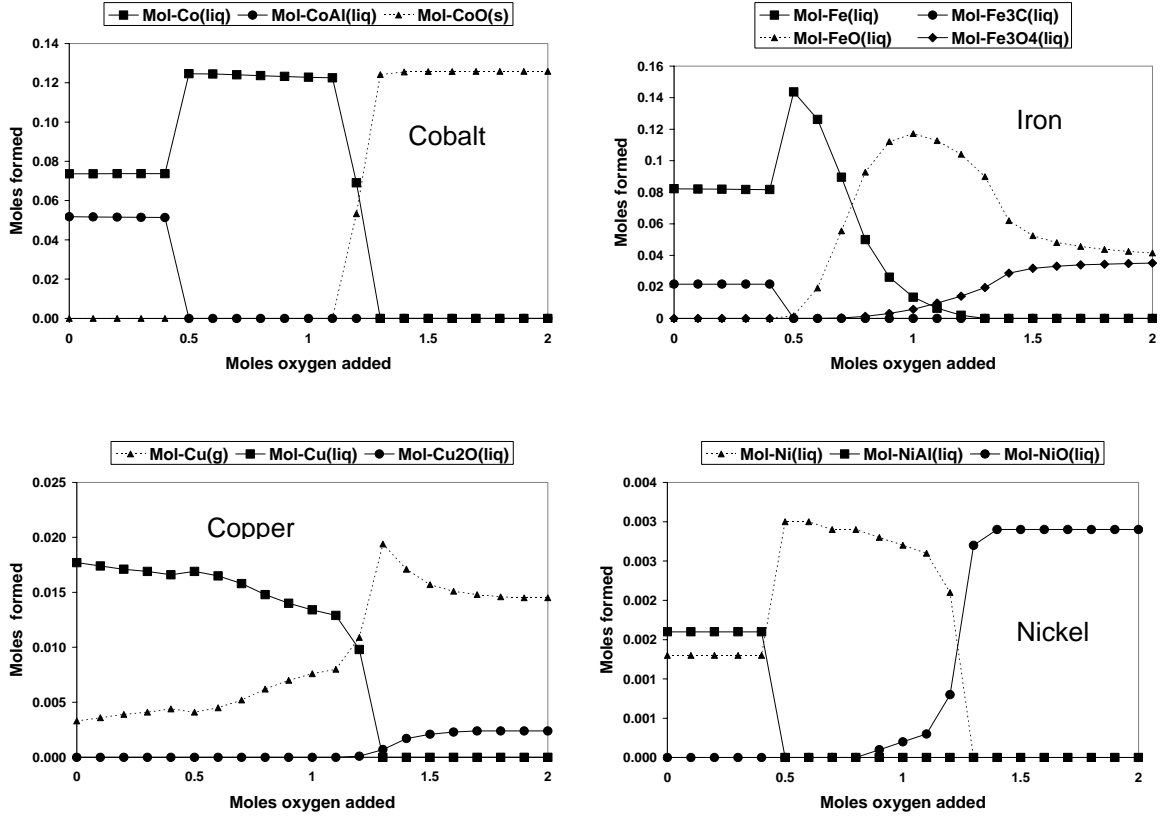 Mol-Co(liq) Mol-CoAl(liq) Mol-CoO(s)
0.14
0.12
0.10
0.08
0.06
0.04
0.02
0.00
Moles formed
Cobalt
0 0.5 1 1.5 2
Moles oxygen added
Mol-Fe(liq) Mol-Fe3C(liq)
Mol-FeO(liq) Mol-Fe3O4(liq)
0.16
0.14
0.12
0.1
0.08
0.06
0.04
0.02
0
Moles formed
Iron
0 0.5 1 1.5 2
Moles oxygen added
Mol-Cu(g) Mol-Cu(liq) Mol-Cu2O(liq)
0.025
0.020
0.015
0.010
0.005
0.000
Moles formed
Copper
0 0.5 1 1.5 2
Moles oxygen added
Mol-Ni(liq) Mol-NiAl(liq) Mol-NiO(liq)
0.004
0.003
0.003
0.002
0.002
0.001
0.001
0.000
Moles formed
Nickel
0 0.5 1 1.5 2
Moles oxygen added